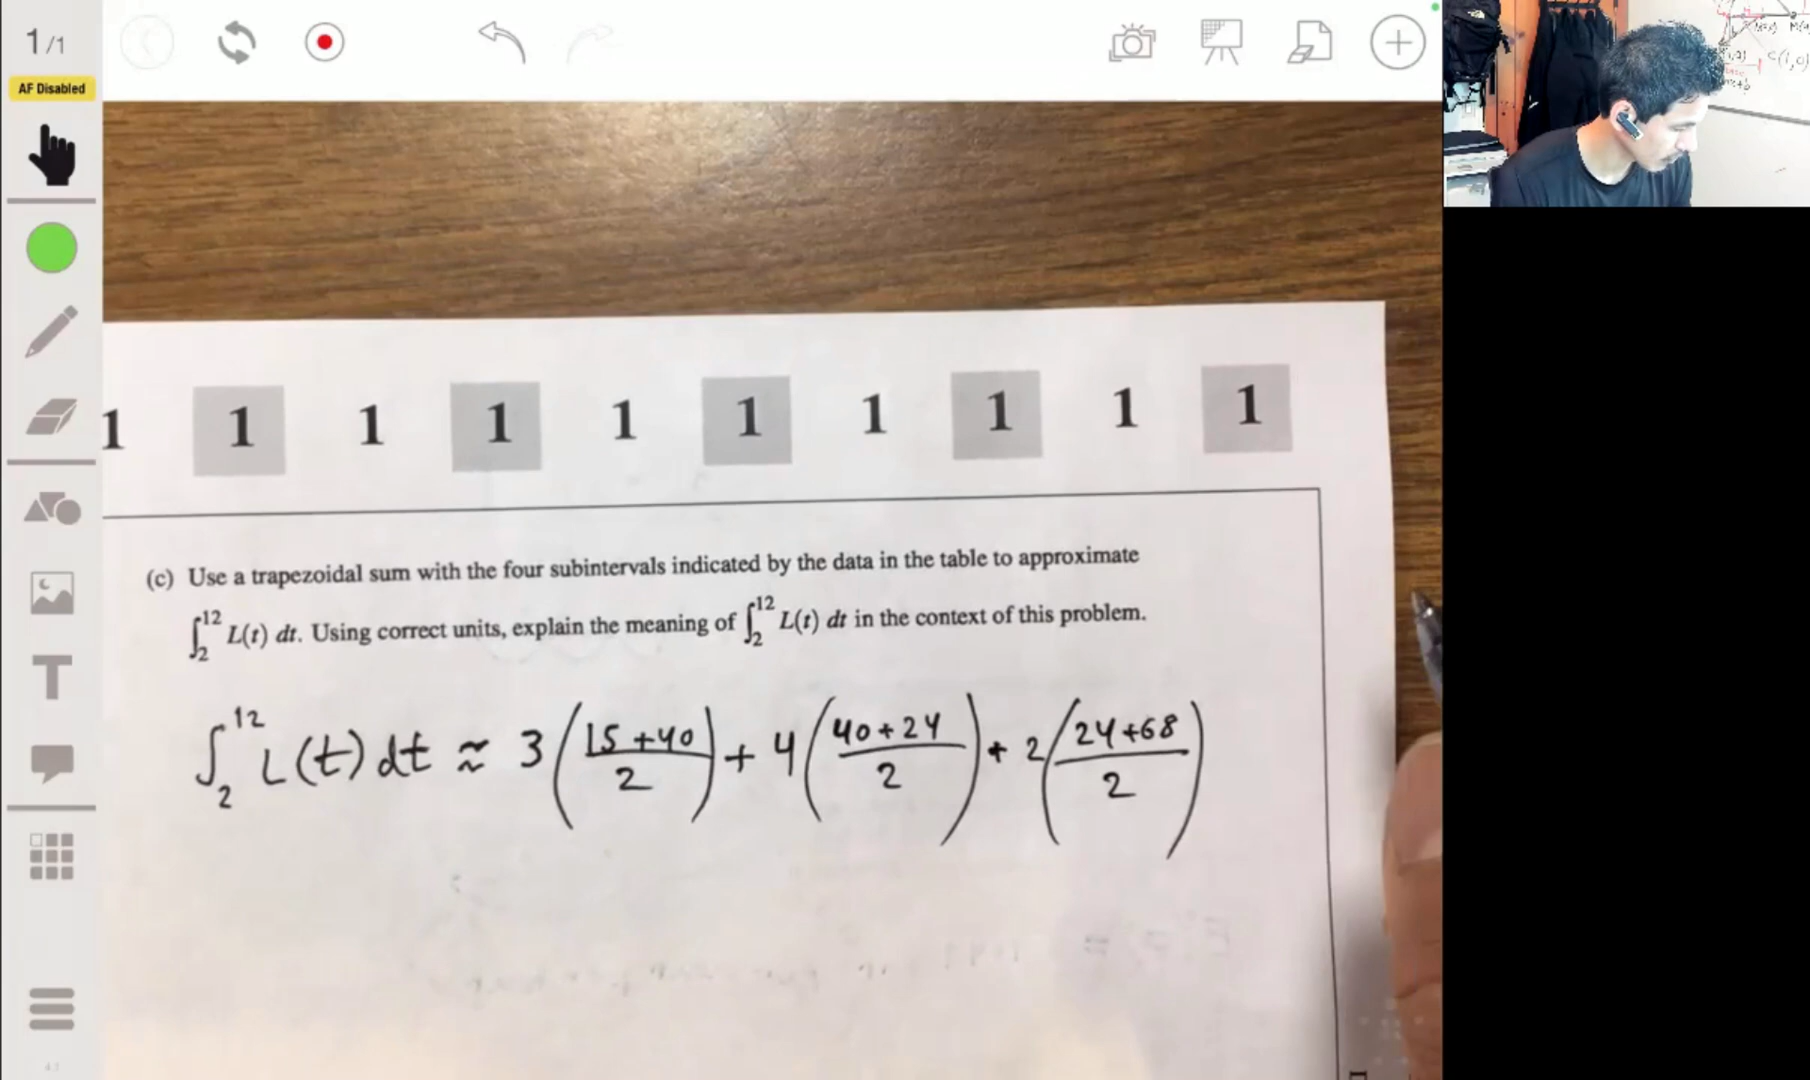 1/1
AF Disabled
T
1 1 1 1 1 1 1 1 1 1
(c) Use a trapezoidal sum with the four subintervals indicated by the data in the table to approximate
∫₂¹² L(t) dt. Using correct units, explain the meaning of ∫₂¹² L(t) dt in the context of this problem.
∫₂¹² L(t) dt ≈ 3((15+40)/2) + 4((40+24)/2) + 2((24+68)/2)